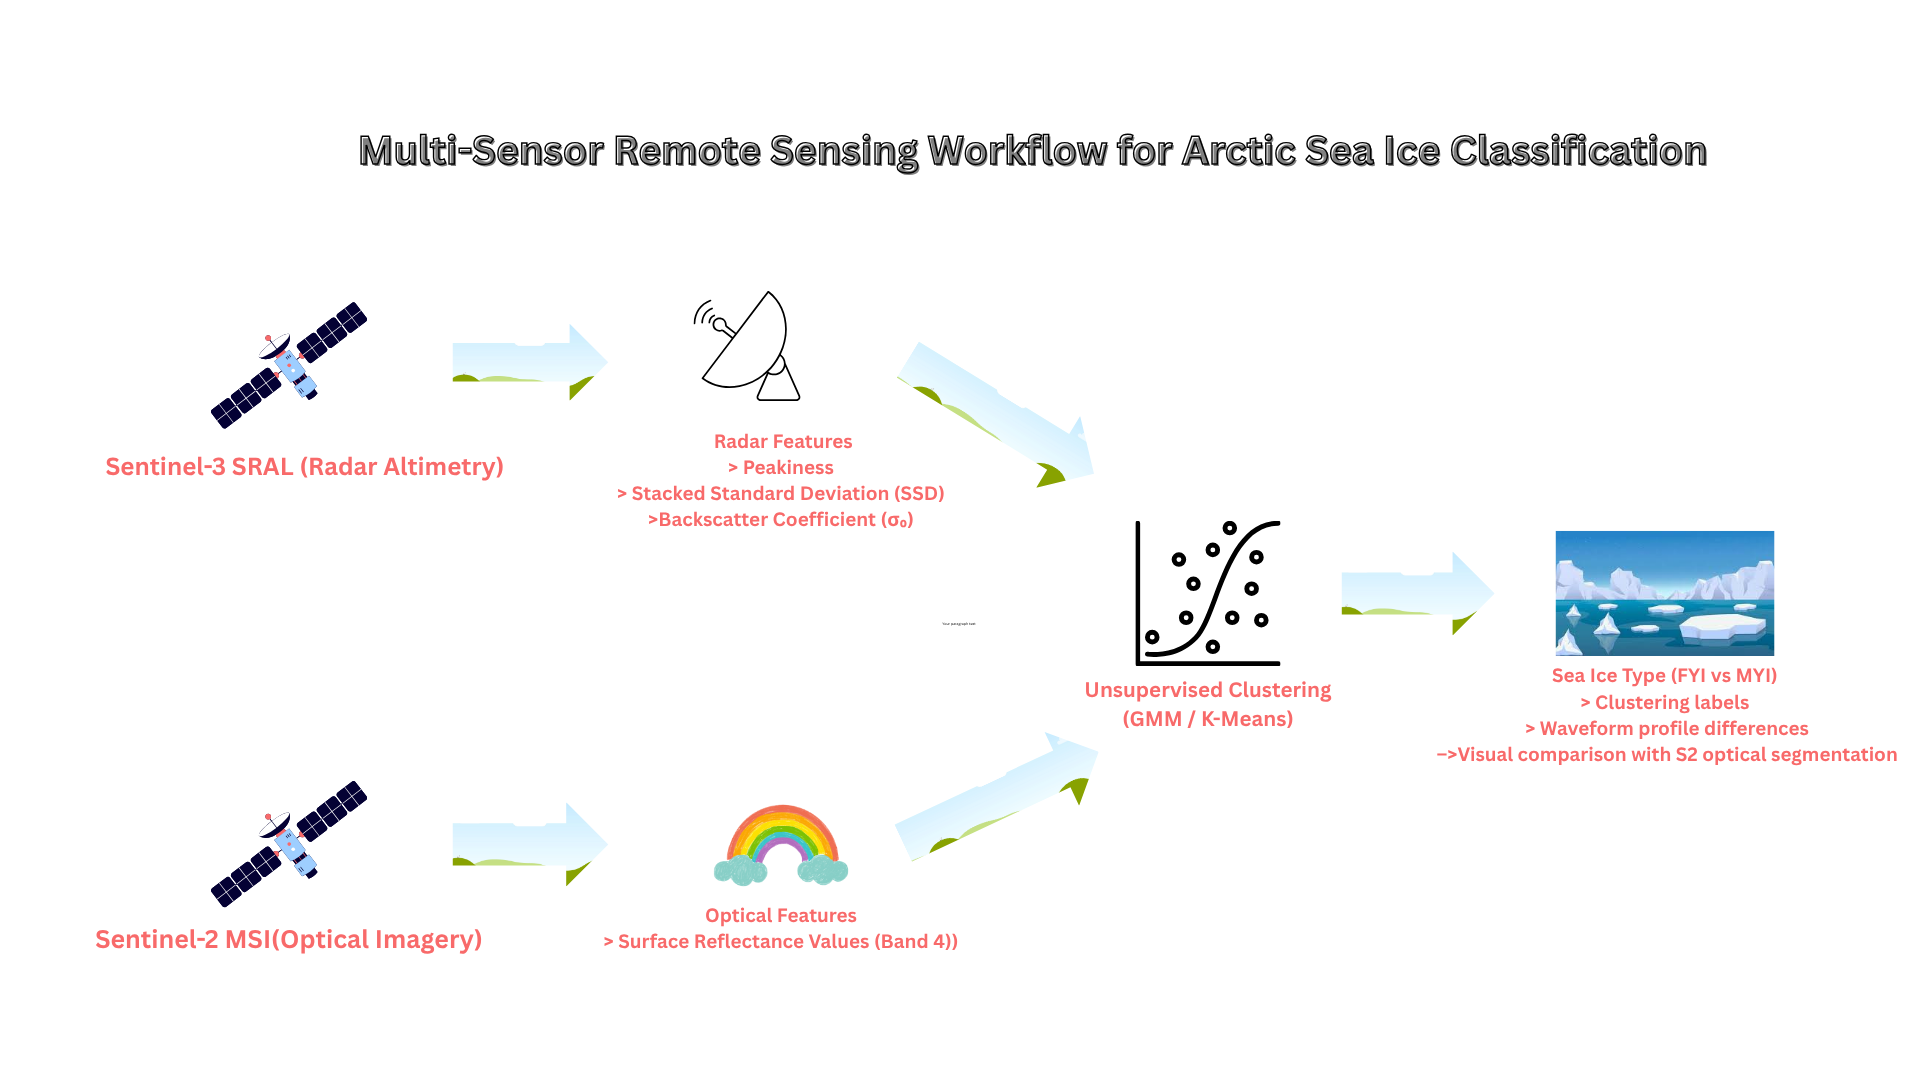 Multi-Sensor Remote Sensing Workflow for Arctic Sea Ice Classification
Sentinel-3 SRAL (Radar Altimetry)
Radar Features
> Peakiness
> Stacked Standard Deviation (SSD)
>Backscatter Coefficient (σ₀)
Your paragraph text
Unsupervised Clustering
(GMM / K-Means)
Sea Ice Type (FYI vs MYI)
> Clustering labels
> Waveform profile differences
–>Visual comparison with S2 optical segmentation
Sentinel-2 MSI(Optical Imagery)
Optical Features
> Surface Reflectance Values (Band 4))